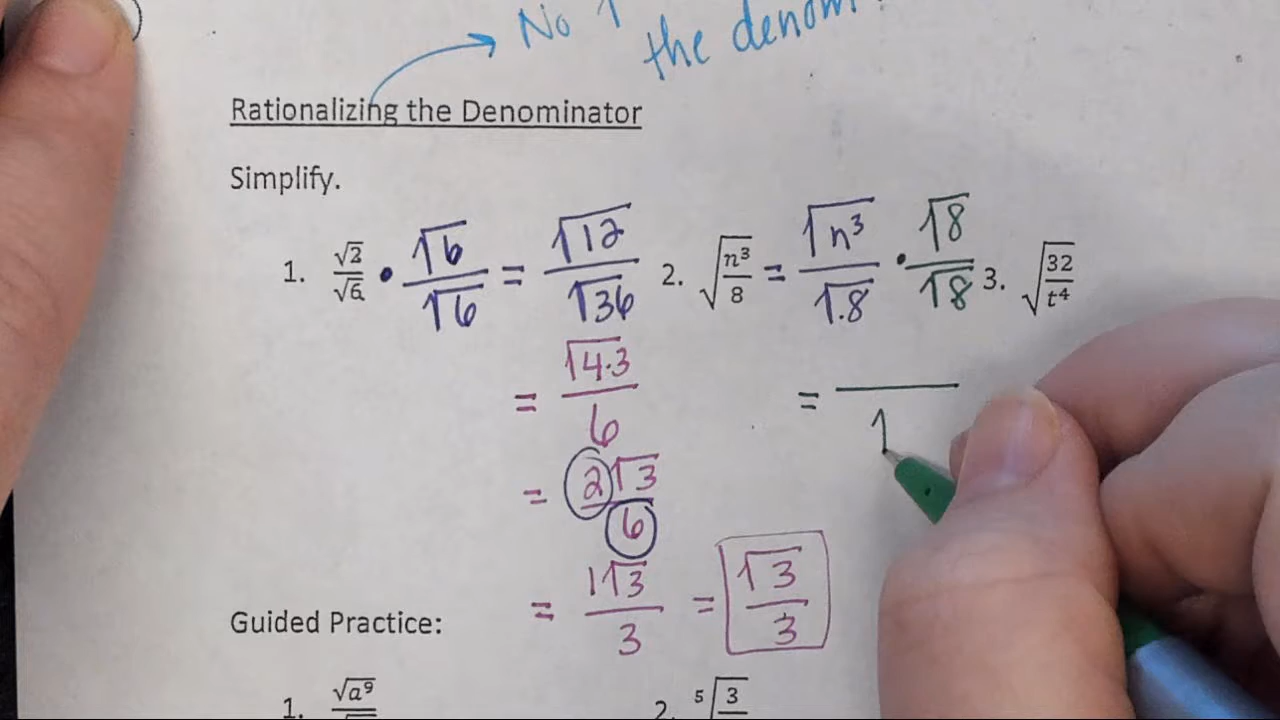 No √
the denom
Rationalizing the Denominator
Simplify.
1. √2/√6 • √6/√6 = √12/√36
= √4·3/6
= 2√3/6
= 1√3/3 = √3/3
2. √n³/8 = √n³/√8 · √8/√8
=
3. √32/t⁴
Guided Practice:
1. √a⁹
2. ⁵√3